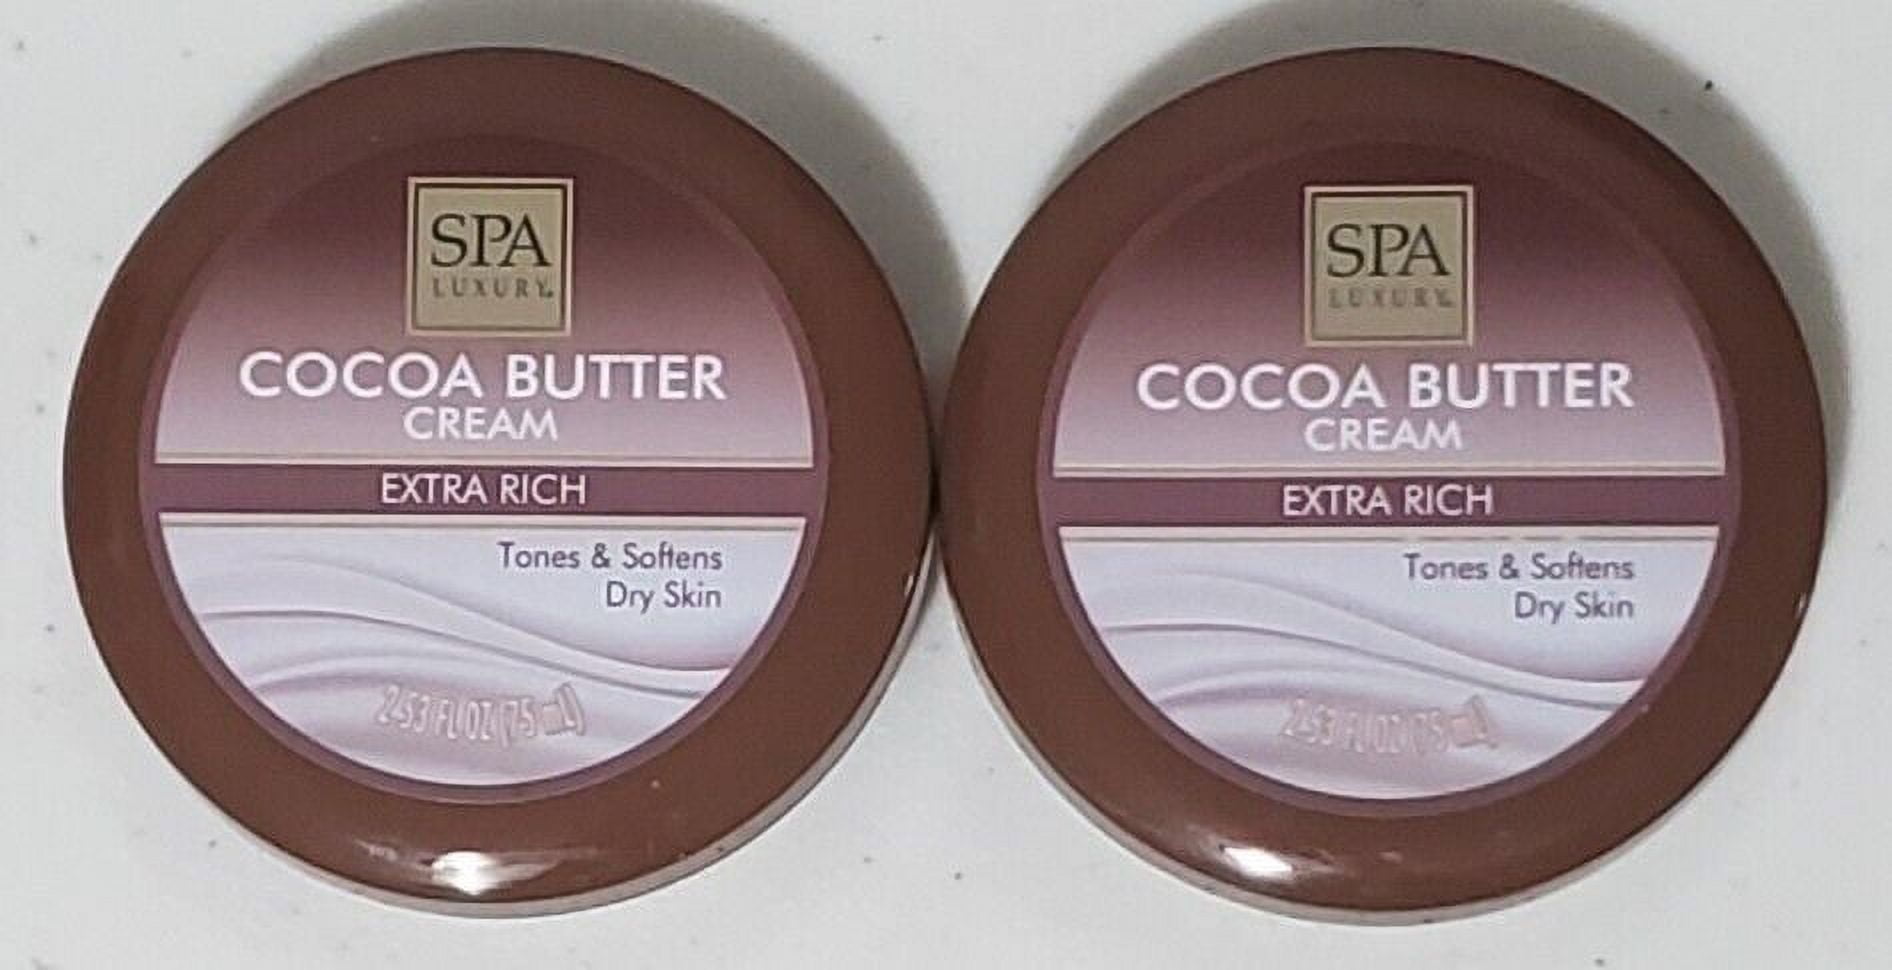 SPA
LUXURY
COCOA BUTTER
CREAM
EXTRA RICH
Tones & Softens
Dry Skin
2.53 FL OZ (75 mL)
SPA
LUXURY
COCOA BUTTER
CREAM
EXTRA RICH
Tones & Softens
Dry Skin
2.53 FL OZ (75 mL)